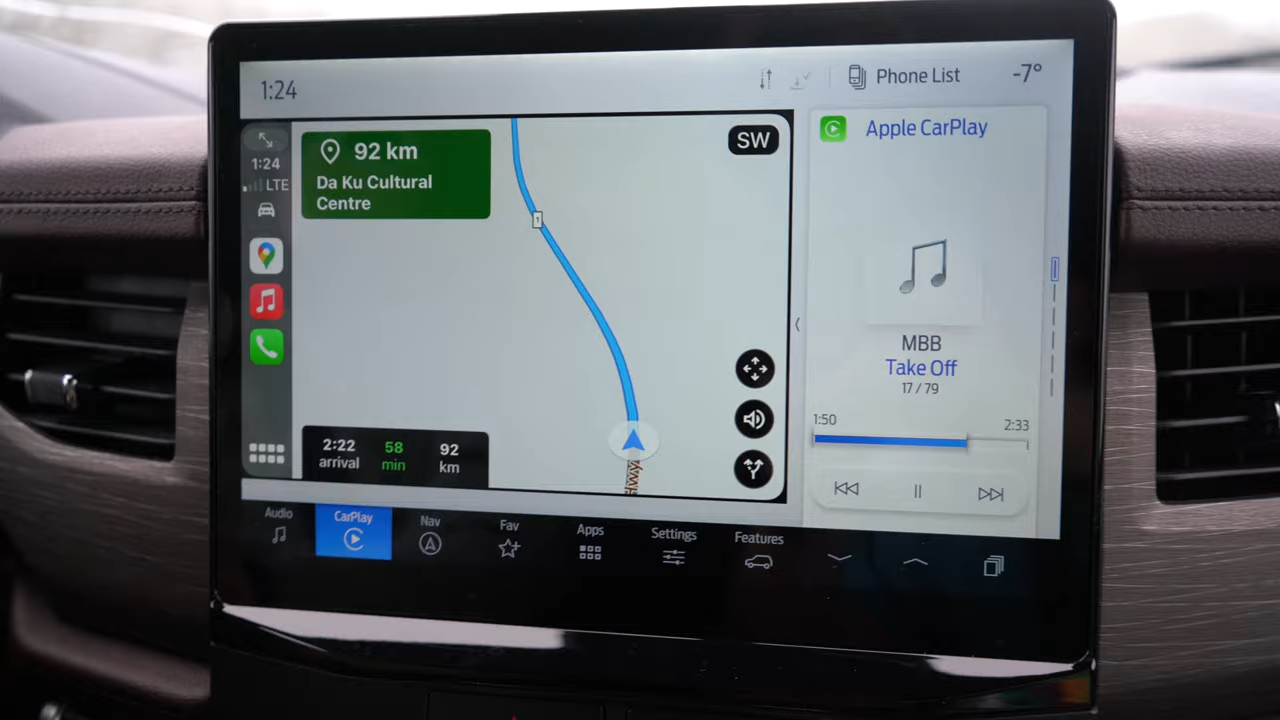 1:24
Phone List
-7°
1:24
LTE
92 km
Da Ku Cultural
Centre
SW
1
2:22
arrival
58
min
92
km
Hwy
Apple CarPlay
MBB
Take Off
17 / 79
1:50
2:33
Audio
CarPlay
Nav
Fav
Apps
Settings
Features